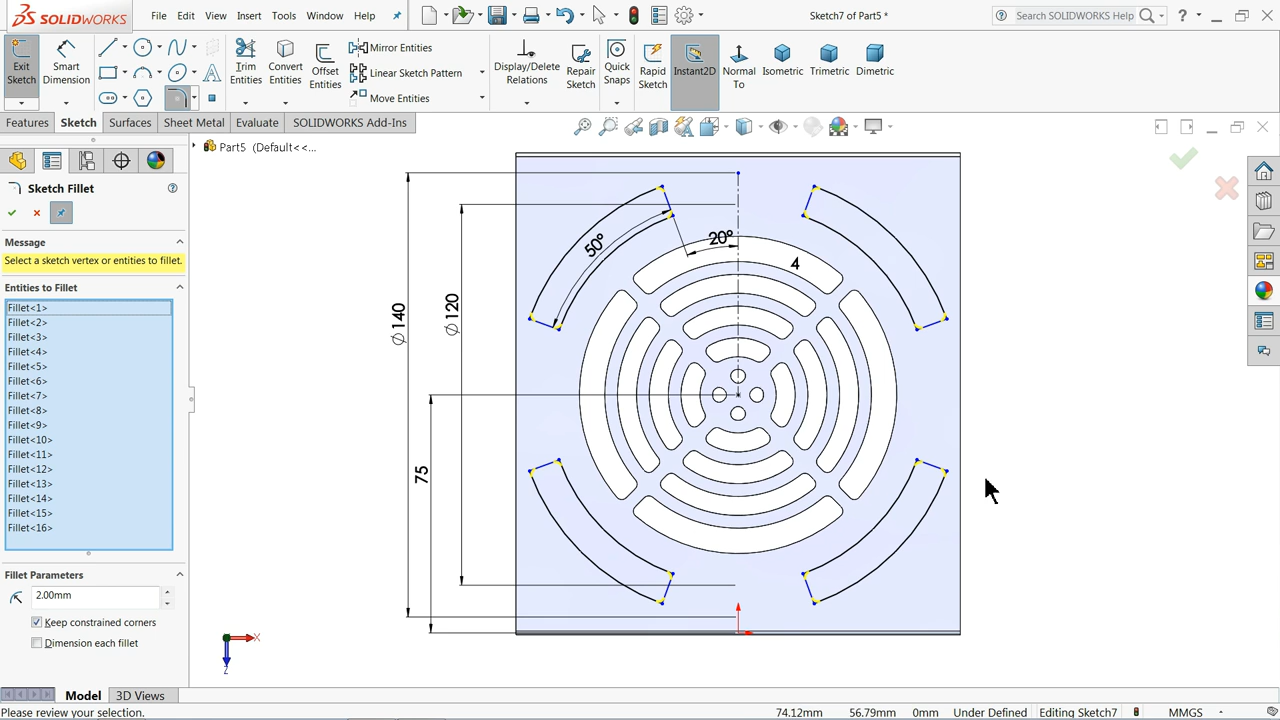 SOLIDWORKS
File Edit View Insert Tools Window Help
Sketch7 of Part5 *
Search SOLIDWORKS Help
?
Exit Sketch
Smart Dimension
Trim Entities
Convert Entities
Offset Entities
Mirror Entities
Linear Sketch Pattern
Move Entities
Display/Delete Relations
Repair Sketch
Quick Snaps
Rapid Sketch
Instant2D
Normal To
Isometric
Trimetric
Dimetric
Features Sketch Surfaces Sheet Metal Evaluate SOLIDWORKS Add-Ins
Part5 (Default<<...
Sketch Fillet
Message
Select a sketch vertex or entities to fillet.
Entities to Fillet
Fillet<1>
Fillet<2>
Fillet<3>
Fillet<4>
Fillet<5>
Fillet<6>
Fillet<7>
Fillet<8>
Fillet<9>
Fillet<10>
Fillet<11>
Fillet<12>
Fillet<13>
Fillet<14>
Fillet<15>
Fillet<16>
Fillet Parameters
2.00mm
Keep constrained corners
Dimension each fillet
50°
20°
4
∅140
∅120
75
X
Z
Model 3D Views
Please review your selection.
74.12mm 56.79mm 0mm Under Defined Editing Sketch7 MMGS